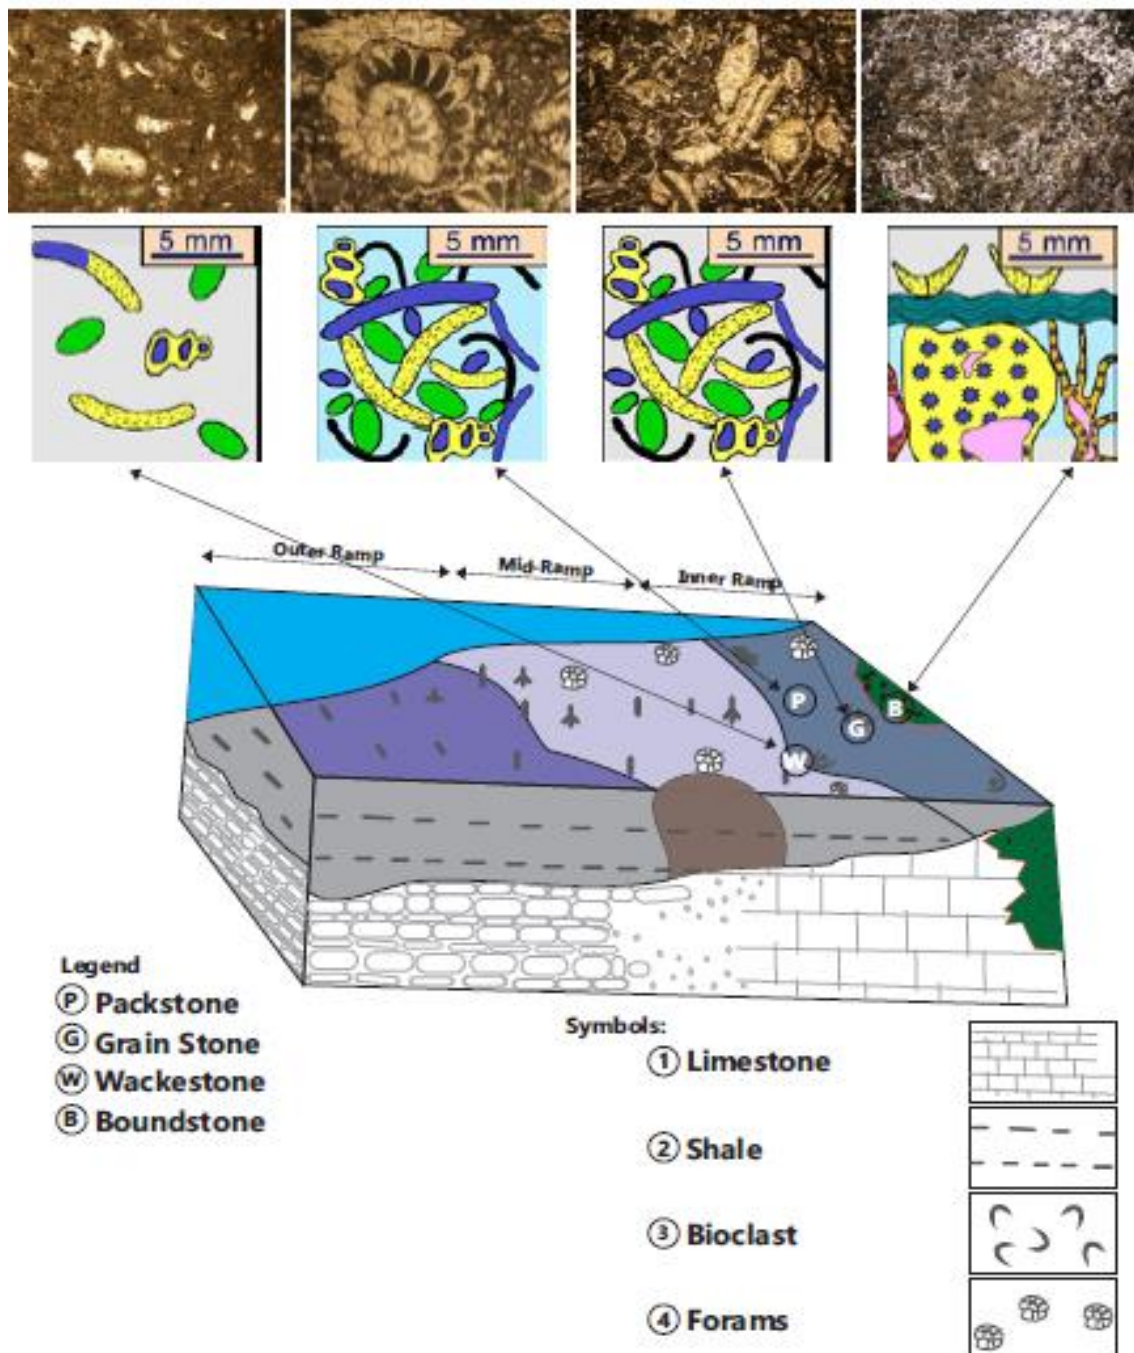 5 mm 5 mm 5 mm 5 mm
Outer Ramp Mid-Ramp Inner Ramp
P
B
G
W
Legend
P Packstone
G Grain Stone
W Wackestone
B Boundstone
Symbols:
1 Limestone
2 Shale
3 Bioclast
4 Forams